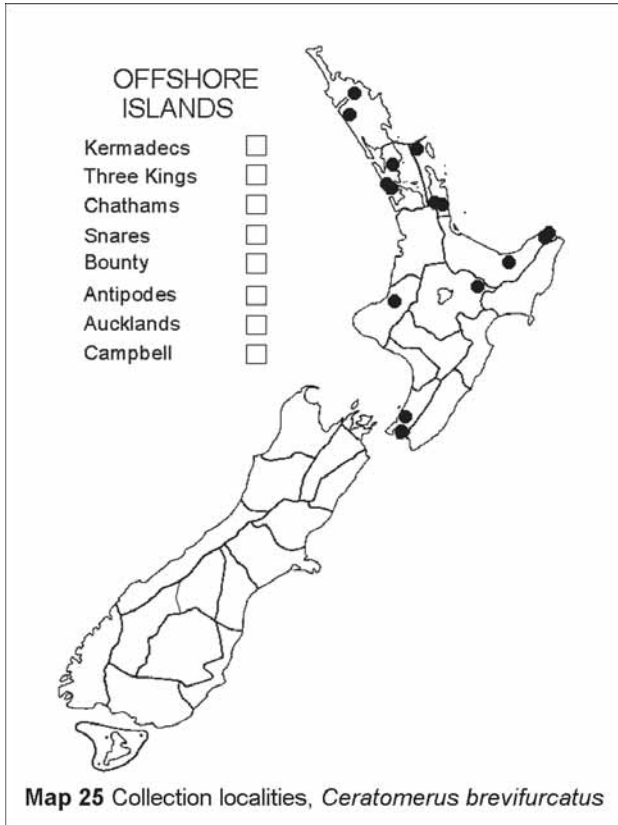 OFFSHORE
ISLANDS
Kermadecs
Three Kings
Chathams
Snares
Bounty
Antipodes
Aucklands
Campbell
Map 25 Collection localities, Ceratomerus brevifurcatus